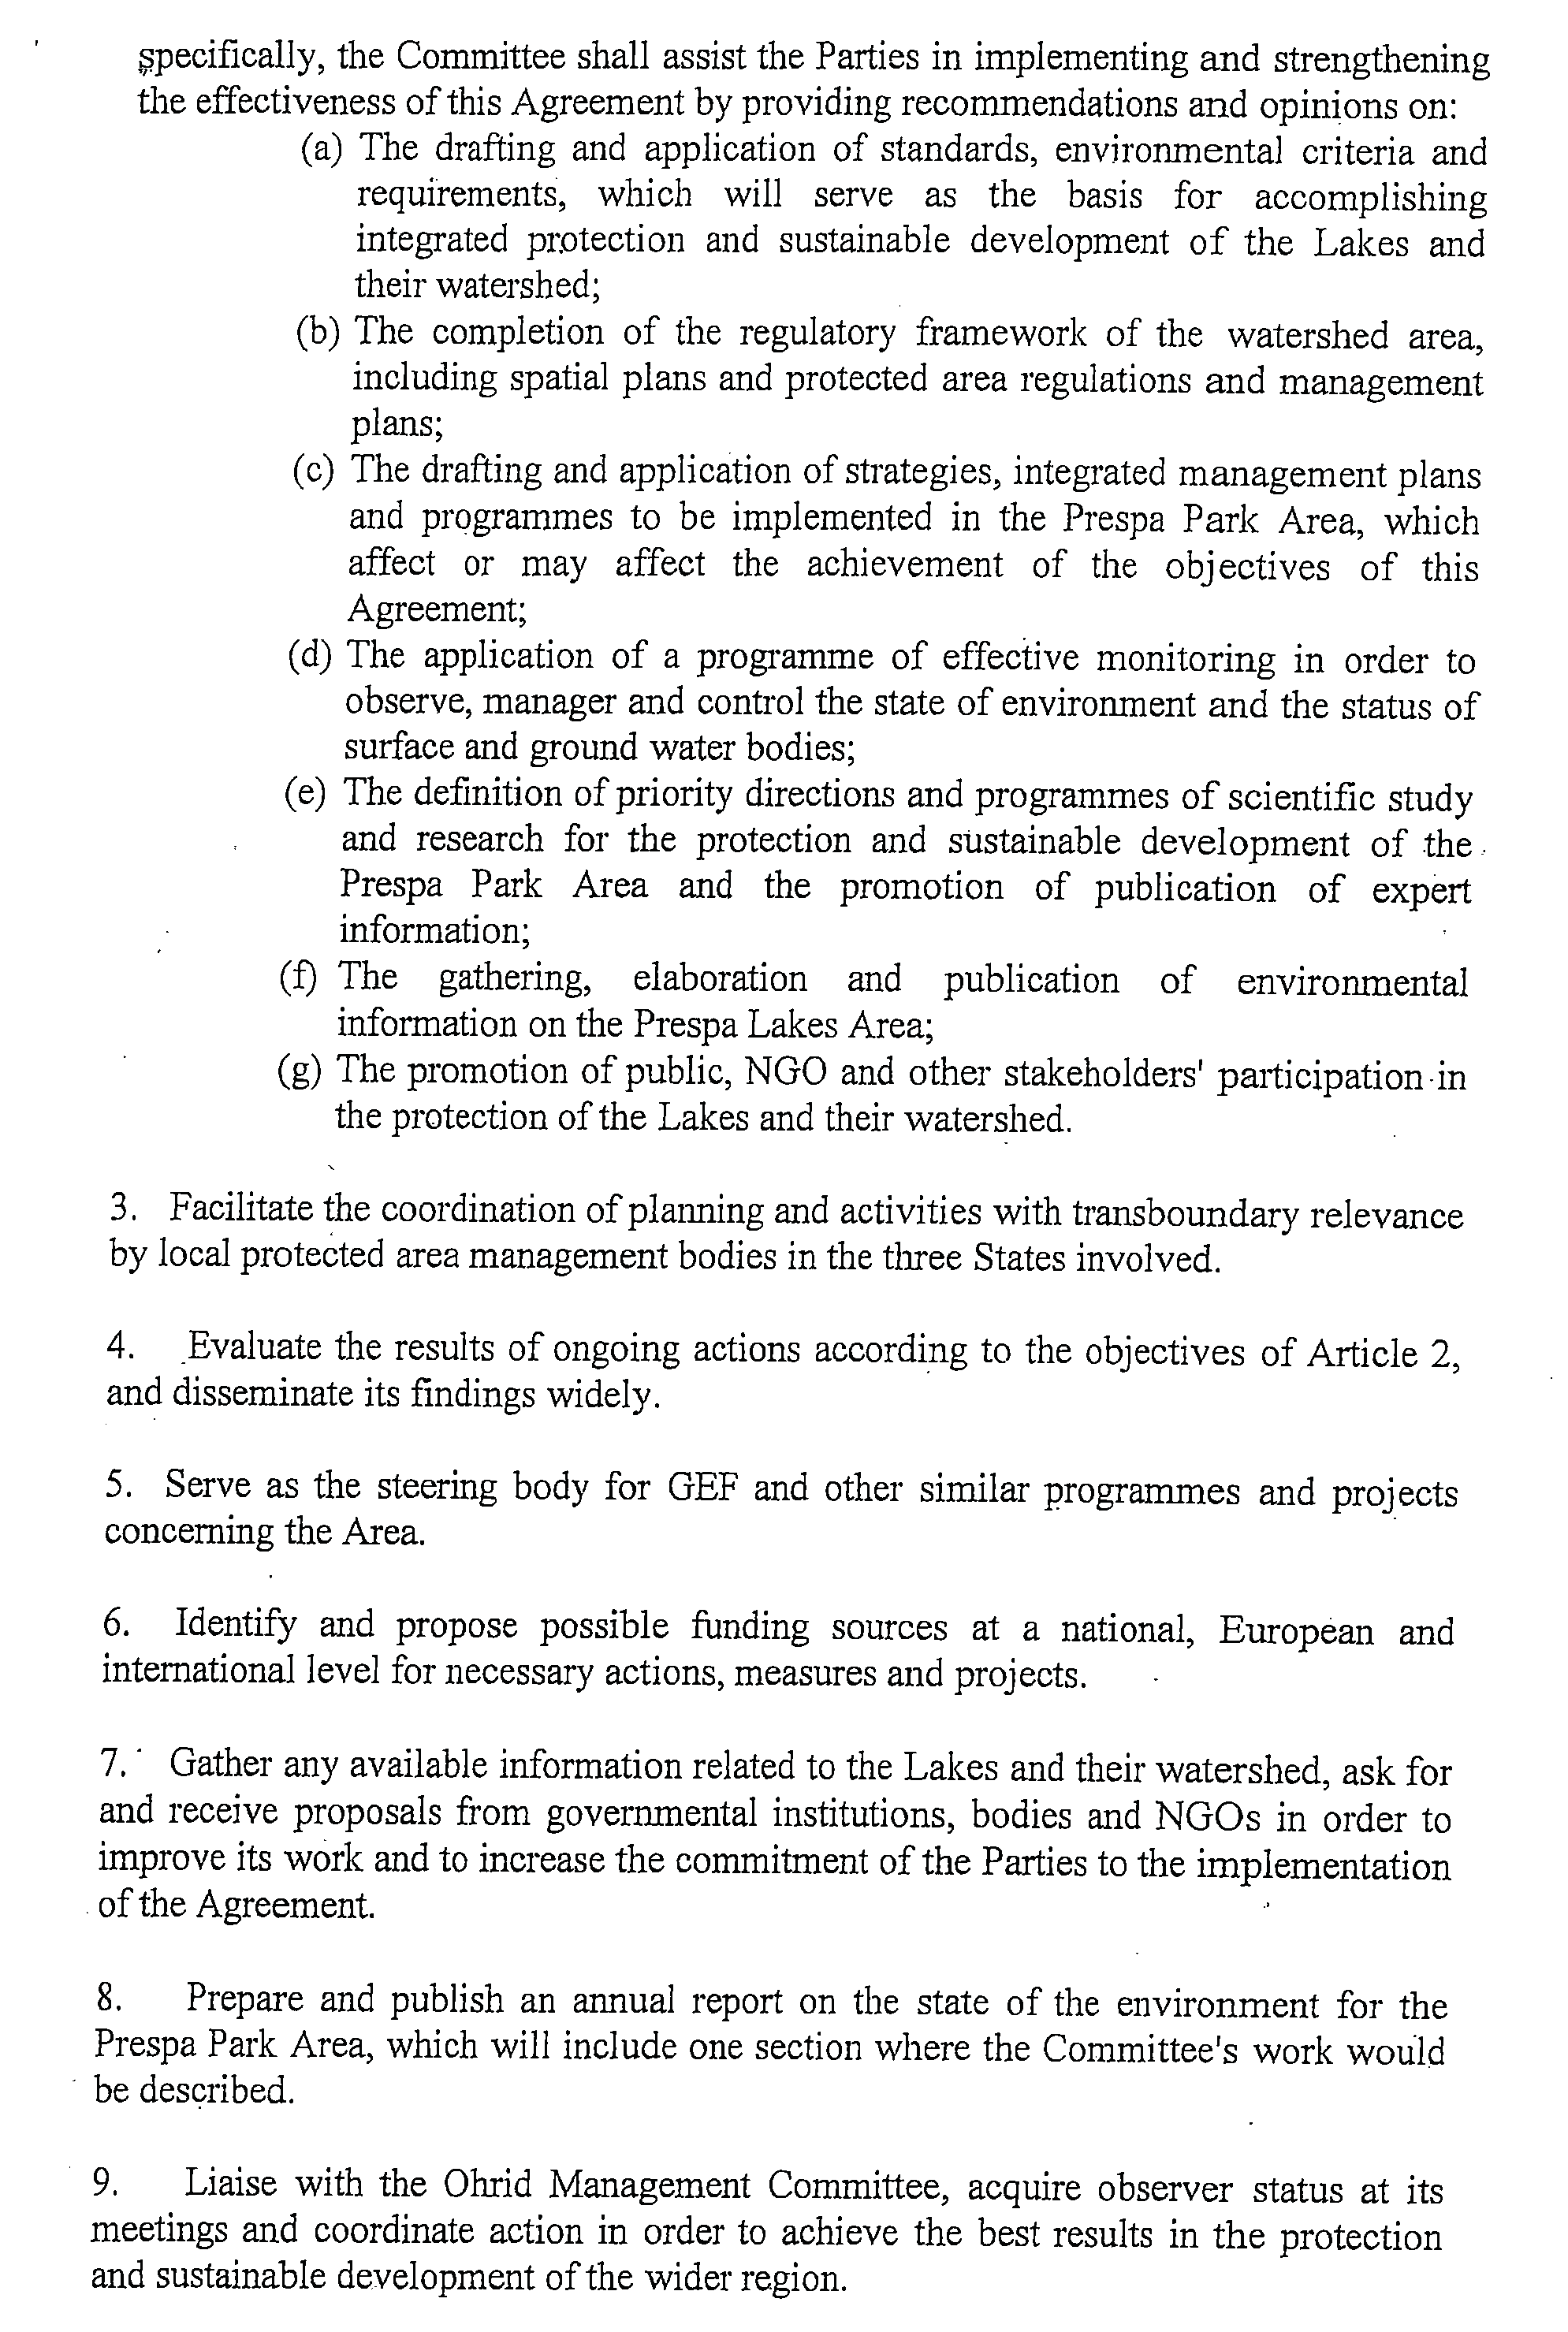 specifically, the Committee shall assist the Parties in implementing and strengthening
the effectiveness of this Agreement by providing recommendations and opinions on:
(a) The drafting and application of standards, environmental criteria and
requirements, which will serve as the basis for accomplishing
integrated protection and sustainable development of the Lakes and
their watershed;
(b) The completion of the regulatory framework of the watershed area,
including spatial plans and protected area regulations and management
plans;
(c) The drafting and application of strategies, integrated management plans
and programmes to be implemented in the Prespa Park Area, which
affect or may affect the achievement of the objectives of this
Agreement;
(d) The application of a programme of effective monitoring in order to
observe, manager and control the state of environment and the status of
surface and ground water bodies;
(e) The definition of priority directions and programmes of scientific study
and research for the protection and sustainable development of the
Prespa Park Area and the promotion of publication of expert
information;
(f) The gathering, elaboration and publication of environmental
information on the Prespa Lakes Area;
(g) The promotion of public, NGO and other stakeholders' participation in
the protection of the Lakes and their watershed.
3. Facilitate the coordination of planning and activities with transboundary relevance
by local protected area management bodies in the three States involved.
4. Evaluate the results of ongoing actions according to the objectives of Article 2,
and disseminate its findings widely.
5. Serve as the steering body for GEF and other similar programmes and projects
concerning the Area.
6. Identify and propose possible funding sources at a national, European and
international level for necessary actions, measures and projects.
7. Gather any available information related to the Lakes and their watershed, ask for
and receive proposals from governmental institutions, bodies and NGOs in order to
improve its work and to increase the commitment of the Parties to the implementation
of the Agreement.
8. Prepare and publish an annual report on the state of the environment for the
Prespa Park Area, which will include one section where the Committee's work would
be described.
9. Liaise with the Ohrid Management Committee, acquire observer status at its
meetings and coordinate action in order to achieve the best results in the protection
and sustainable development of the wider region.